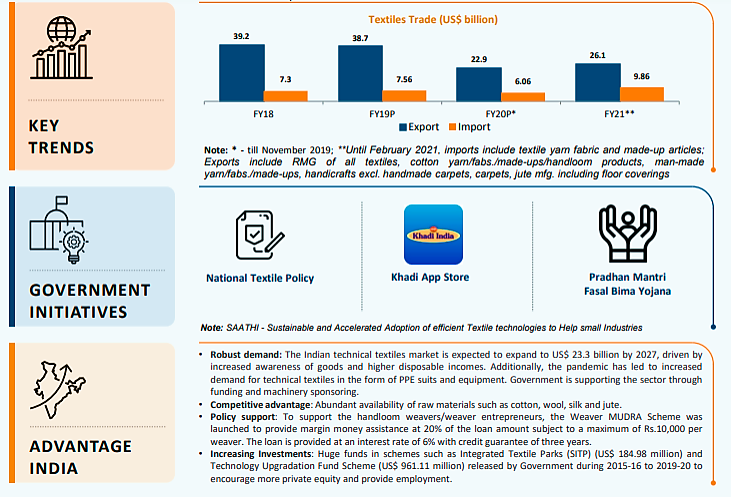 Textiles Trade (US$ billion)
39.2
7.3
38.7
7.56
22.9
6.06
26.1
9.86
FY18
FY19P
FY20P*
FY21**
Export
Import
KEY
TRENDS
Note: * - till November 2019; **Until February 2021, imports include textile yarn fabric and made-up articles;
Exports include RMG of all textiles, cotton yarn/fabs./made-ups/handloom products, man-made
yarn/fabs./made-ups, handicrafts excl. handmade carpets, carpets, jute mfg. including floor coverings
GOVERNMENT
INITIATIVES
National Textile Policy
Khadi India
Khadi App Store
Pradhan Mantri
Fasal Bima Yojana
Note: SAATHI - Sustainable and Accelerated Adoption of efficient Textile technologies to Help small Industries
ADVANTAGE
INDIA
• Robust demand: The Indian technical textiles market is expected to expand to US$ 23.3 billion by 2027, driven by
increased awareness of goods and higher disposable incomes. Additionally, the pandemic has led to increased
demand for technical textiles in the form of PPE suits and equipment. Government is supporting the sector through
funding and machinery sponsoring.
• Competitive advantage: Abundant availability of raw materials such as cotton, wool, silk and jute.
• Policy support: To support the handloom weavers/weaver entrepreneurs, the Weaver MUDRA Scheme was
launched to provide margin money assistance at 20% of the loan amount subject to a maximum of Rs.10,000 per
weaver. The loan is provided at an interest rate of 6% with credit guarantee of three years.
• Increasing Investments: Huge funds in schemes such as Integrated Textile Parks (SITP) (US$ 184.98 million) and
Technology Upgradation Fund Scheme (US$ 961.11 million) released by Government during 2015-16 to 2019-20 to
encourage more private equity and provide employment.